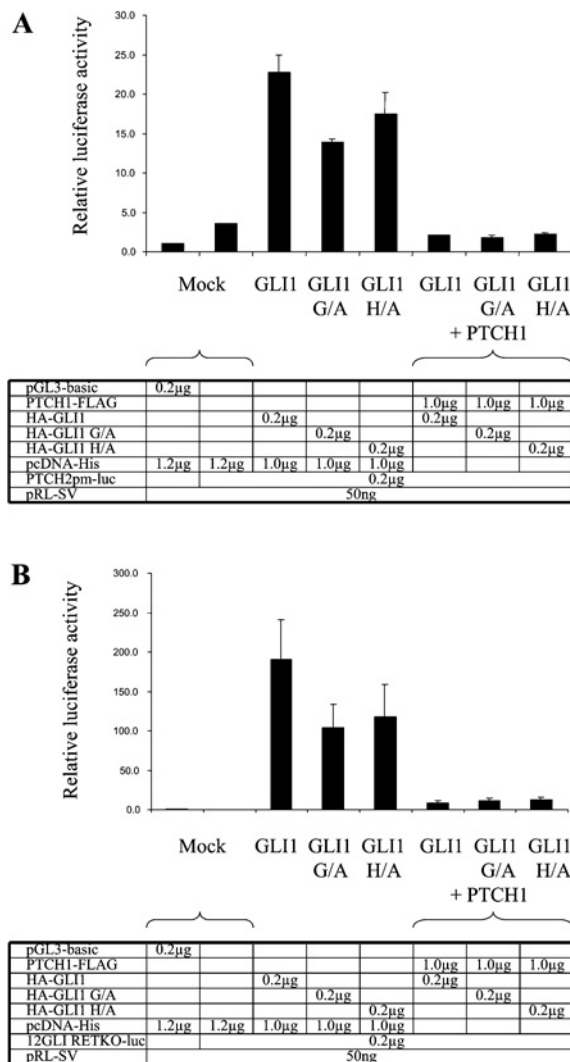 A
Relative luciferase activity
30.0
25.0
20.0
15.0
10.0
5.0
0.0
Mock GLI1 GLI1 GLI1 GLI1 GLI1 GLI1
G/A H/A G/A H/A
+ PTCH1
pGL3-basic 0.2µg
PTCH1-FLAG 1.0µg 1.0µg 1.0µg
HA-GLI1 0.2µg 0.2µg
HA-GLI1 G/A 0.2µg 0.2µg
HA-GLI1 H/A 0.2µg 0.2µg
pcDNA-His 1.2µg 1.2µg 1.0µg 1.0µg 1.0µg
PTCH2pm-luc 0.2µg
pRL-SV 50ng
B
Relative luciferase activity
300.0
250.0
200.0
150.0
100.0
50.0
0.0
Mock GLI1 GLI1 GLI1 GLI1 GLI1 GLI1
G/A H/A G/A H/A
+ PTCH1
pGL3-basic 0.2µg
PTCH1-FLAG 1.0µg 1.0µg 1.0µg
HA-GLI1 0.2µg 0.2µg
HA-GLI1 G/A 0.2µg 0.2µg
HA-GLI1 H/A 0.2µg 0.2µg
pcDNA-His 1.2µg 1.2µg 1.0µg 1.0µg 1.0µg
12GLI RETKO-luc 0.2µg
pRL-SV 50ng